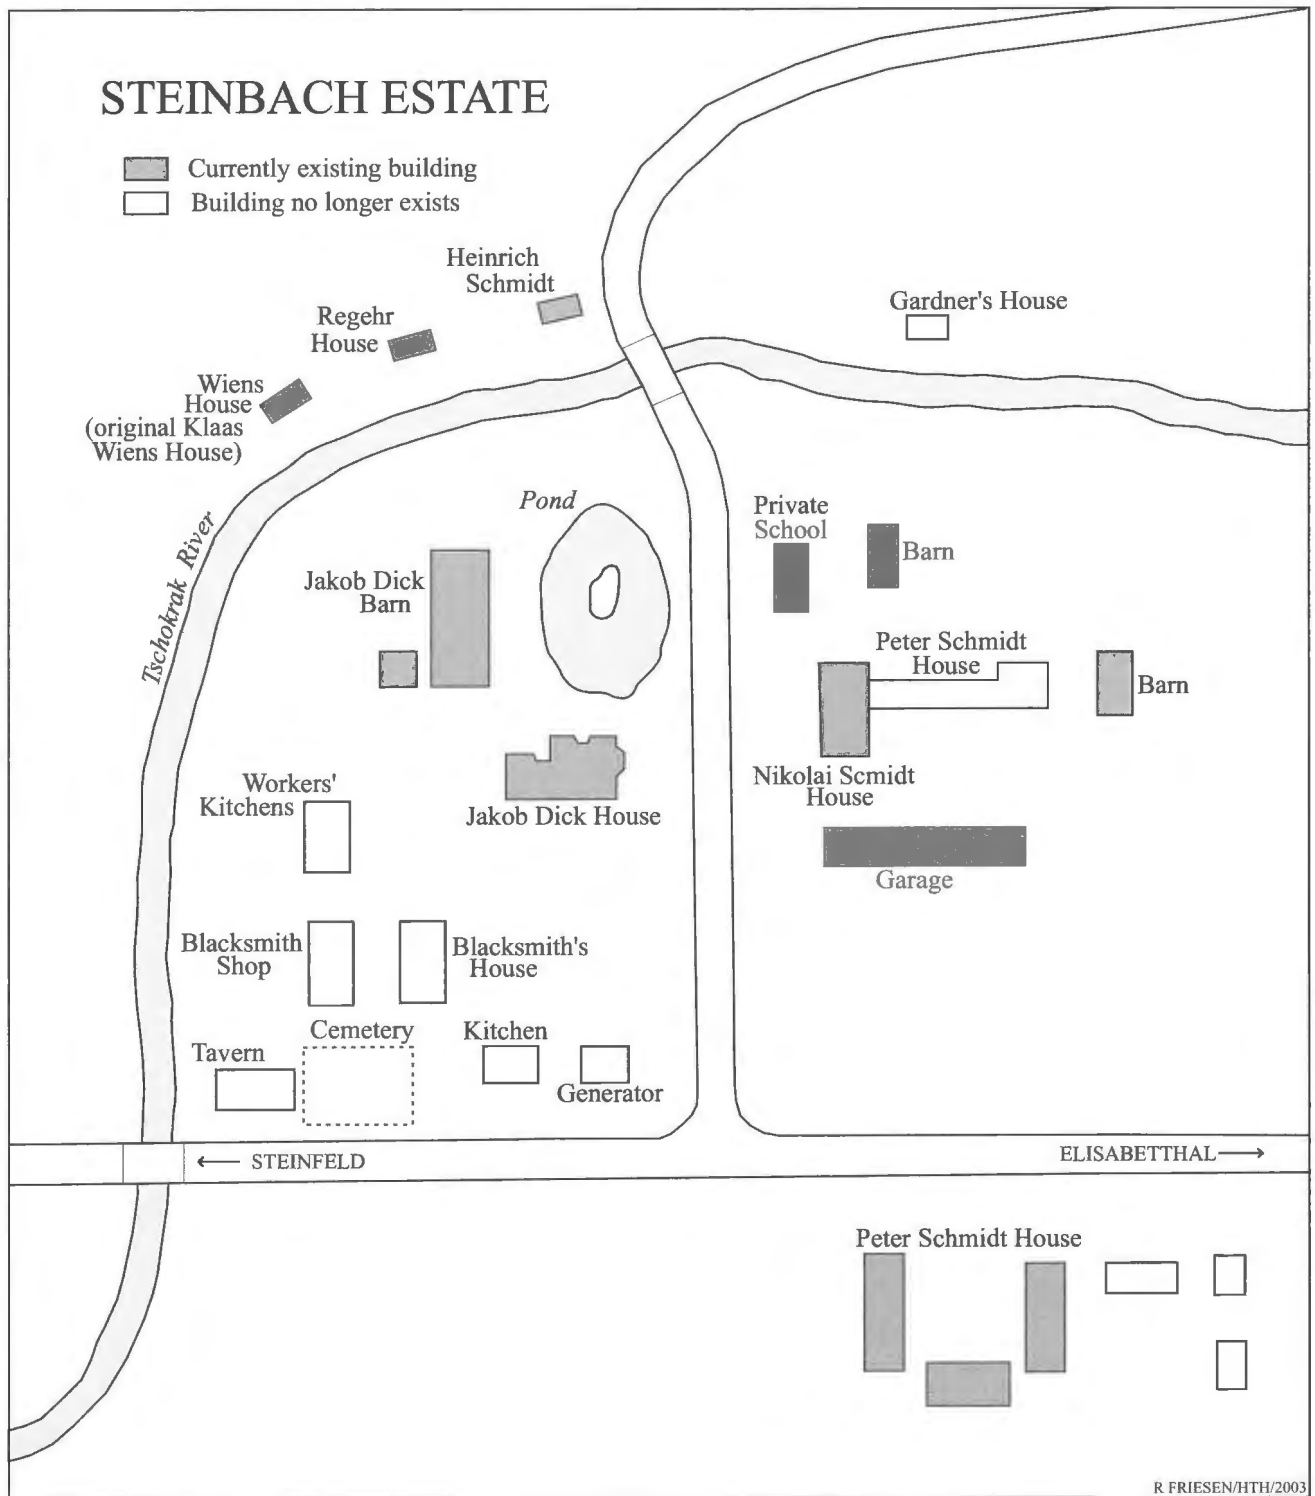 STEINBACH ESTATE
Currently existing building
Building no longer exists
Heinrich
Schmidt
Gardner's House
Regehr
House
Wiens
House
(original Klaas
Wiens House)
Tschokrak River
Pond
Private
School
Barn
Jakob Dick
Barn
Peter Schmidt
House
Barn
Nikolai Scmidt
House
Workers'
Kitchens
Jakob Dick House
Garage
Blacksmith
Shop
Blacksmith's
House
Cemetery
Kitchen
Tavern
Generator
← STEINFELD
ELISABETTHAL →
Peter Schmidt House
R FRIESEN/HTH/2003